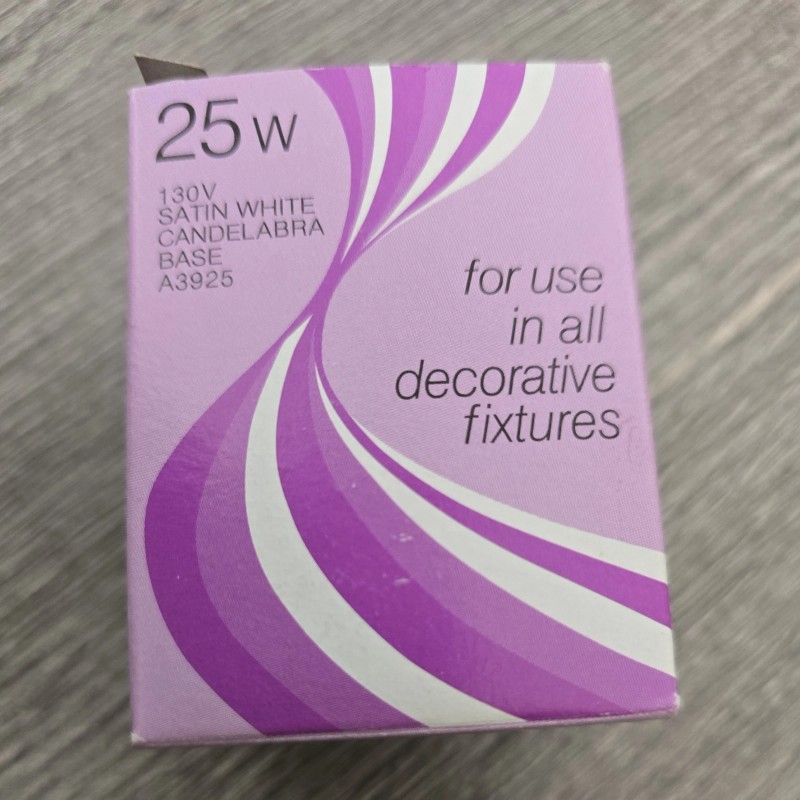 25 W
130V
SATIN WHITE
CANDELABRA
BASE
A3925
for use
in all
decorative
fixtures